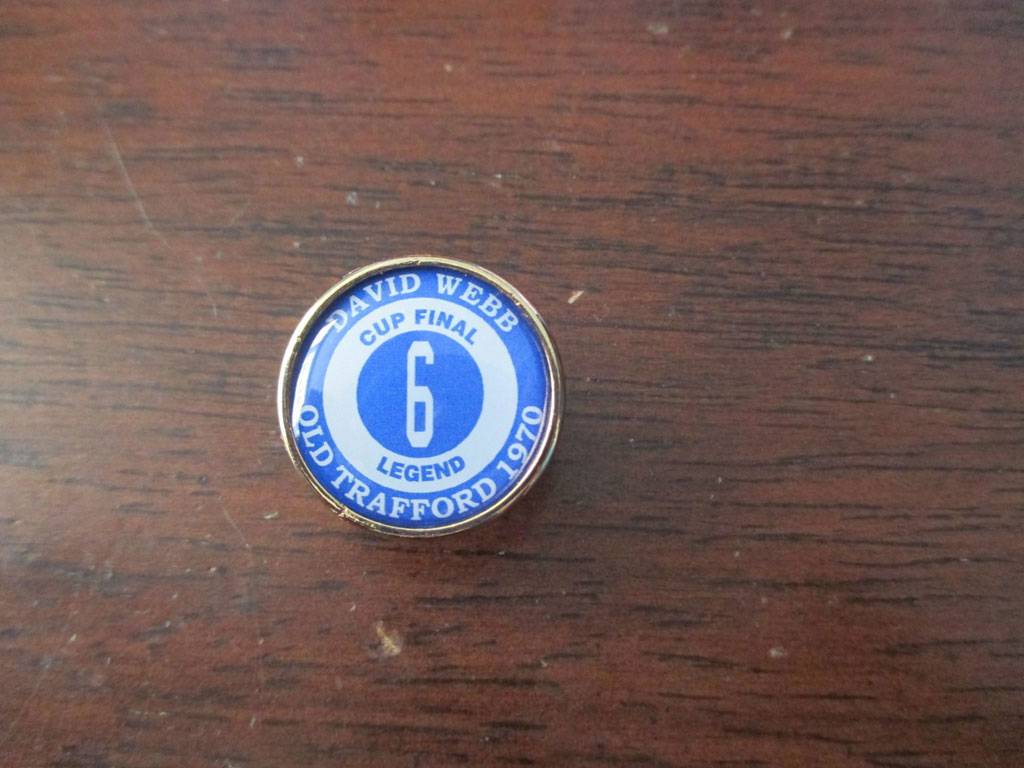 DAVID WEBB
CUP FINAL
6
LEGEND
OLD TRAFFORD 1970